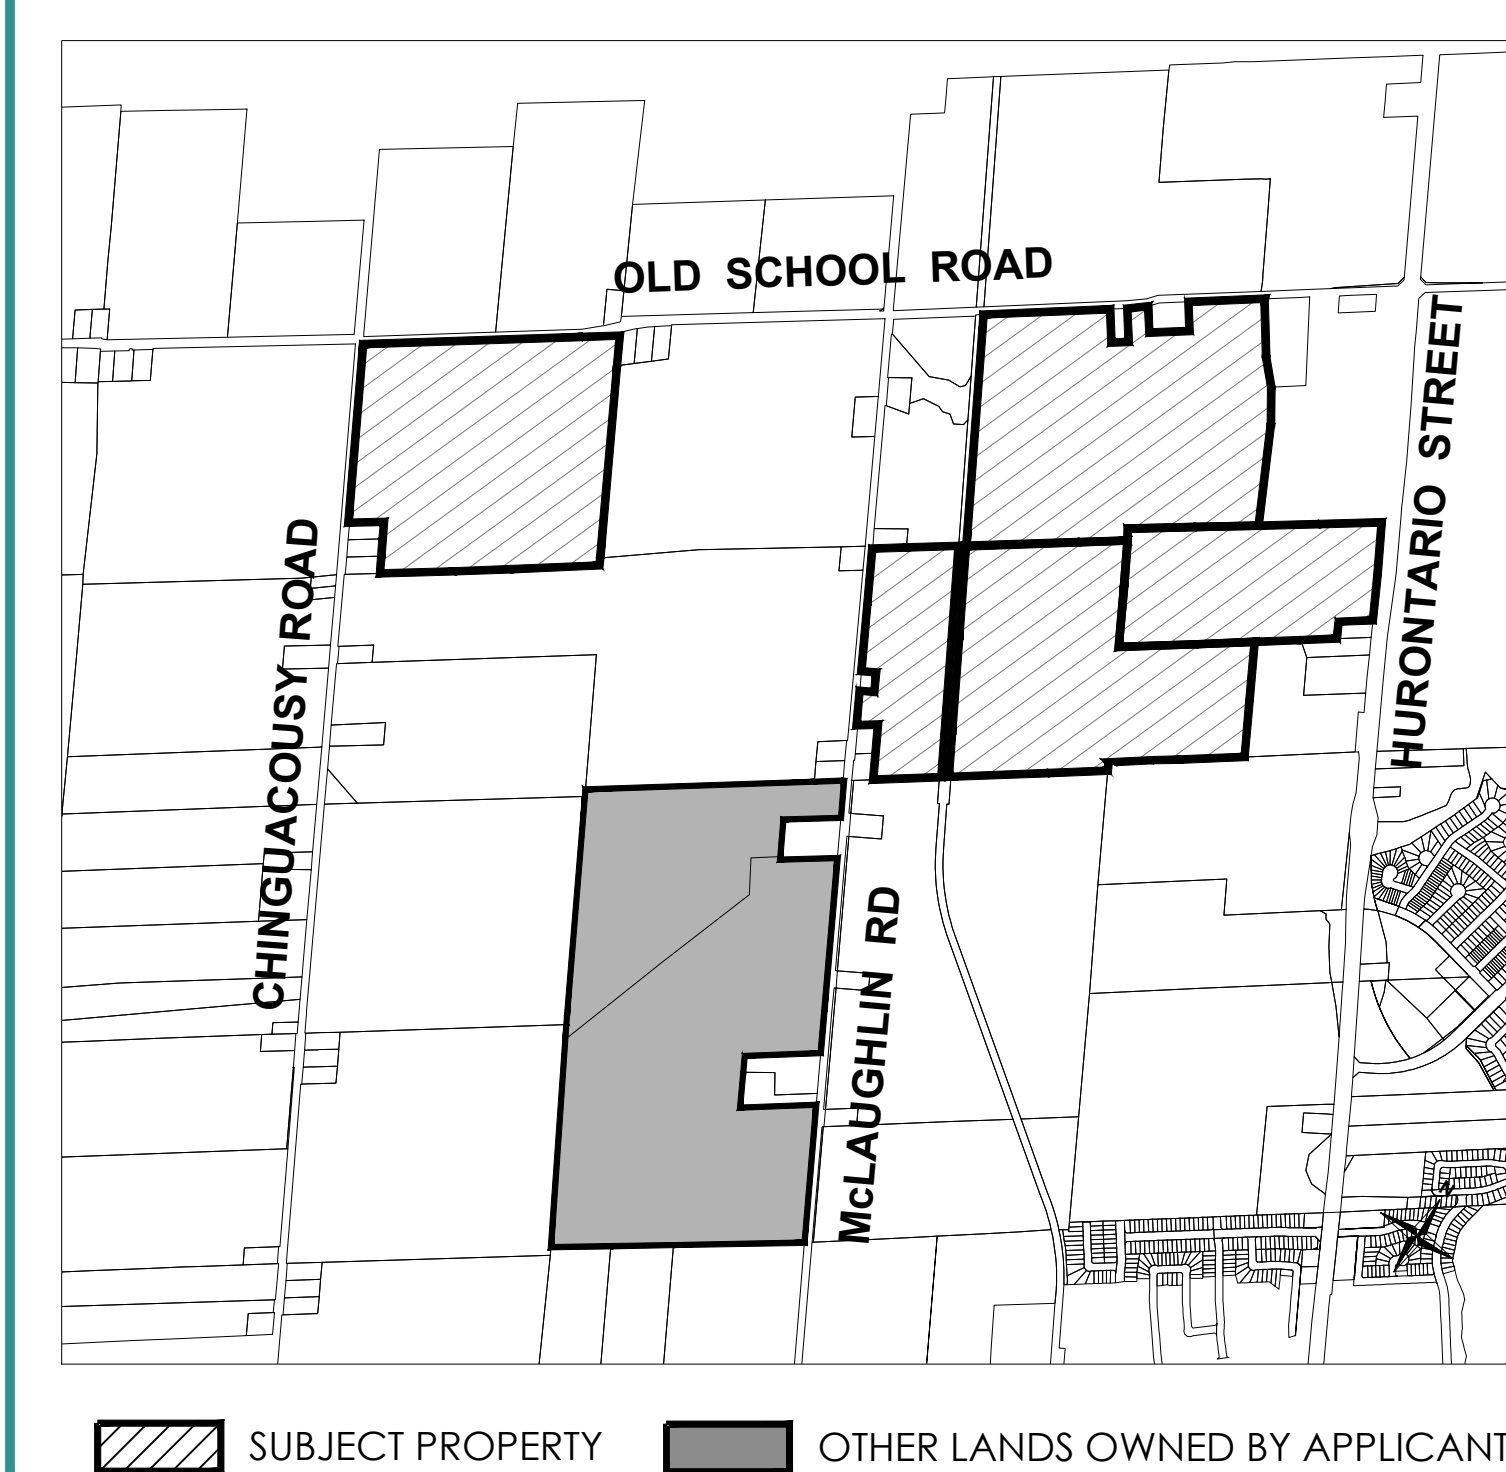 OLD SCHOOL ROAD
HURONTARIO STREET
CHINGUACOUSY ROAD
McLAUGHLIN RD
N
SUBJECT PROPERTY
OTHER LANDS OWNED BY APPLICANT